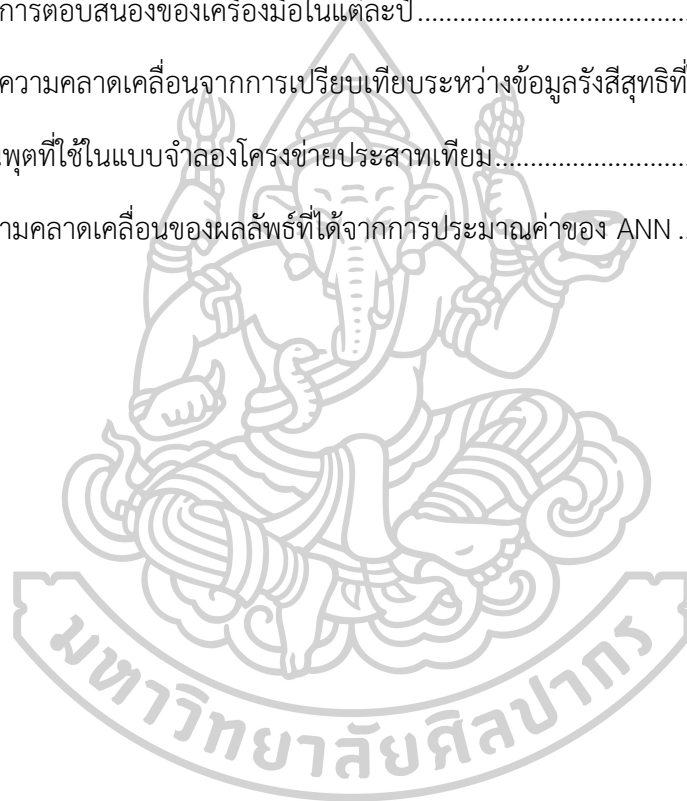 การตอบสนองของเครื่องมือในแต่ละปี........................................
ความคลาดเคลื่อนจากการเปรียบเทียบระหว่างข้อมูลรังสีสุทธิที่
พุตที่ใช้ในแบบจำลองโครงข่ายประสาทเทียม............................
ามคลาดเคลื่อนของผลลัพธ์ที่ได้จากการประมาณค่าของ ANN ..
มหาวิทยาลัยศิลปากร